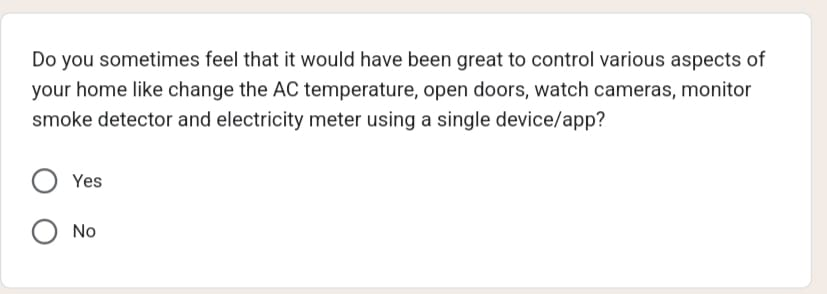 Do you sometimes feel that it would have been great to control various aspects of
your home like change the AC temperature, open doors, watch cameras, monitor
smoke detector and electricity meter using a single device/app?
Yes
No